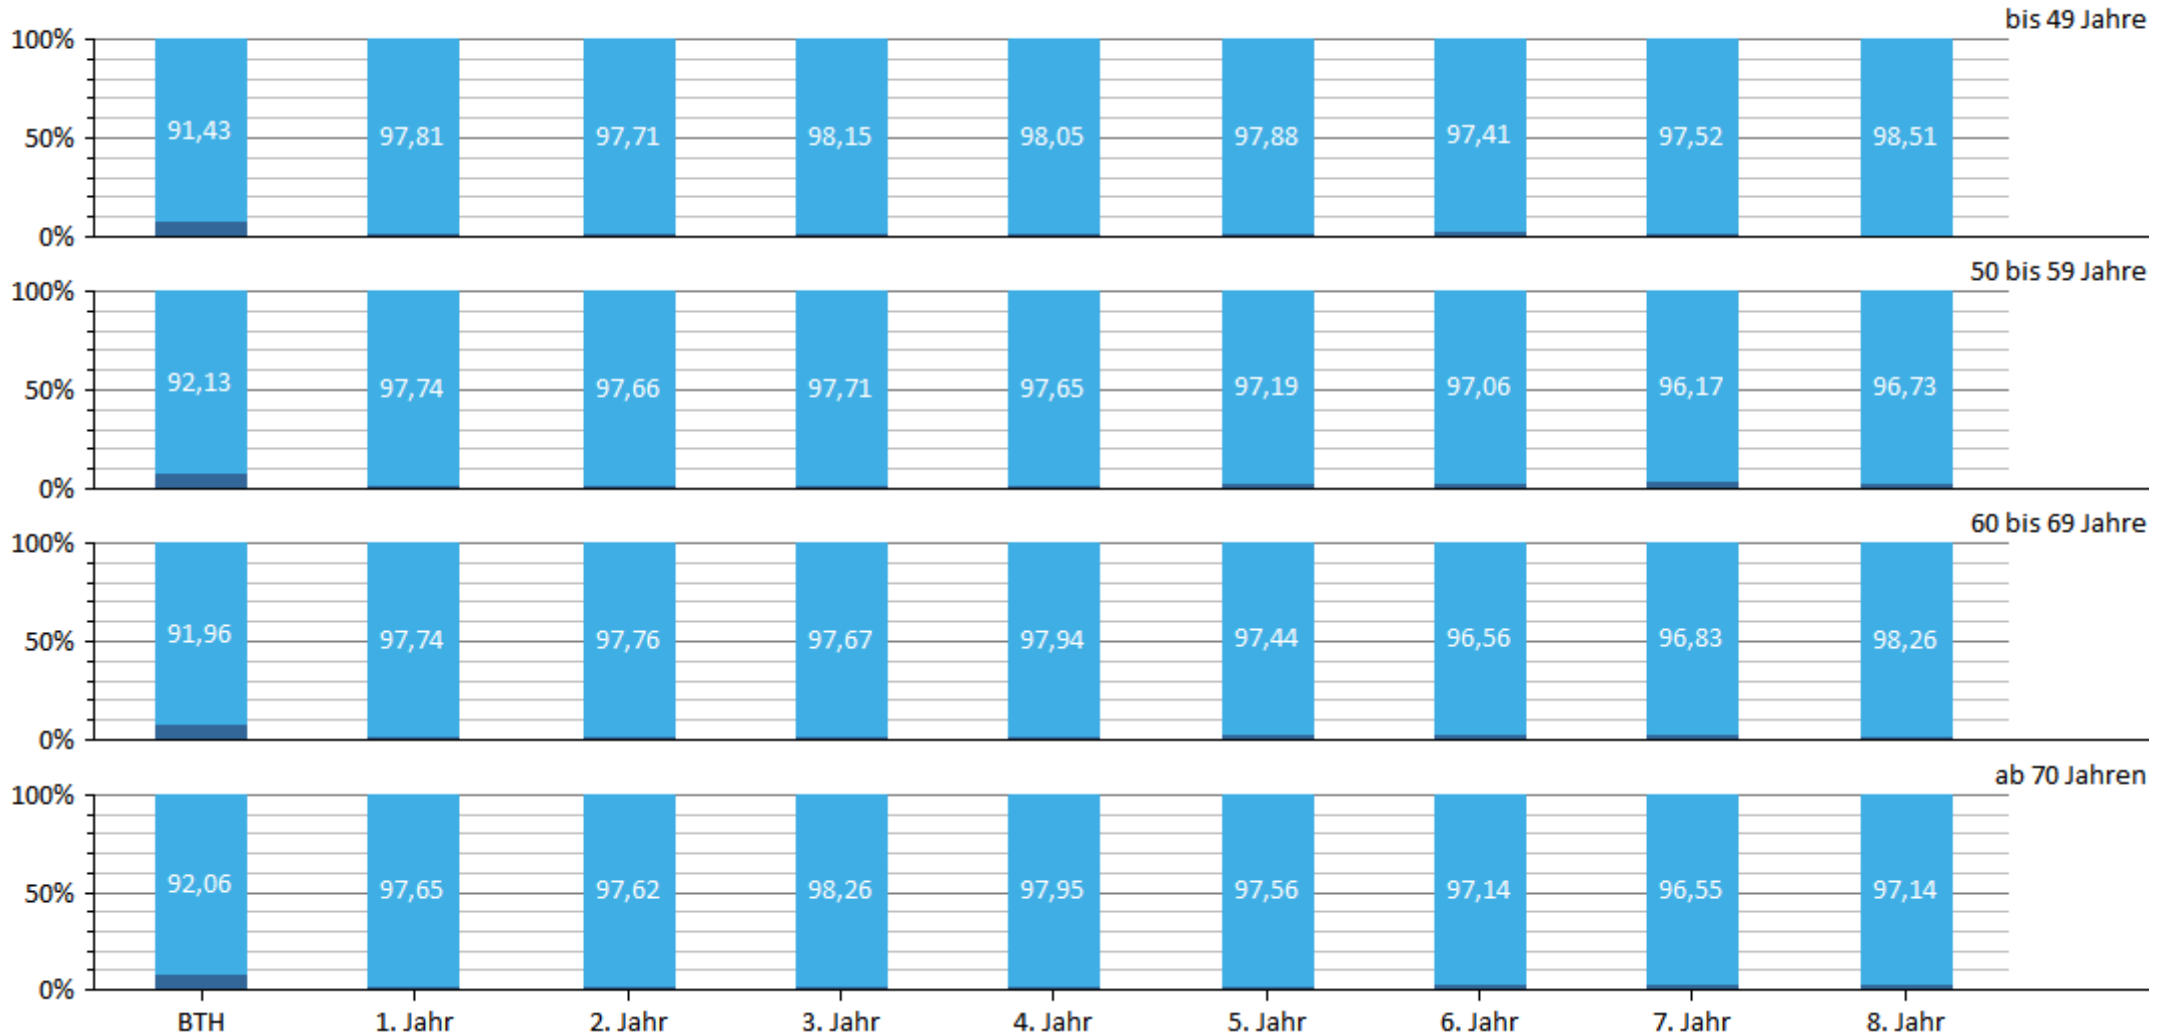 bis 49 Jahre
100%
91,43 97,81 97,71 98,15 98,05 97,88 97,41 97,52 98,51
50%
0%
50 bis 59 Jahre
100%
92,13 97,74 97,66 97,71 97,65 97,19 97,06 96,17 96,73
50%
0%
60 bis 69 Jahre
100%
91,96 97,74 97,76 97,67 97,94 97,44 96,56 96,83 98,26
50%
0%
ab 70 Jahren
100%
92,06 97,65 97,62 98,26 97,95 97,56 97,14 96,55 97,14
50%
0%
BTH 1. Jahr 2. Jahr 3. Jahr 4. Jahr 5. Jahr 6. Jahr 7. Jahr 8. Jahr